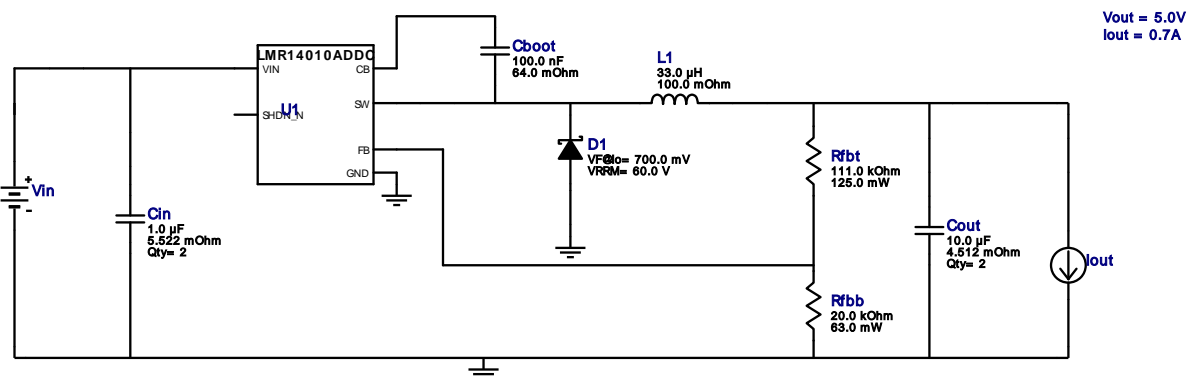 Vout = 5.0V
Iout = 0.7A
LMR14010ADDC
VIN
CB
SW
SHDN_N
U1
FB
GND
Cboot
100.0 nF
64.0 mOhm
L1
33.0 µH
100.0 mOhm
D1
= 700.0 mV
VRRM= 60.0 V
Rfbt
111.0 kOhm
125.0 mW
+
Vin
-
Cin
1.0 µF
5.522 mOhm
Qty= 2
Cout
10.0 µF
4.512 mOhm
Qty= 2
Iout
Rfbb
20.0 kOhm
63.0 mW